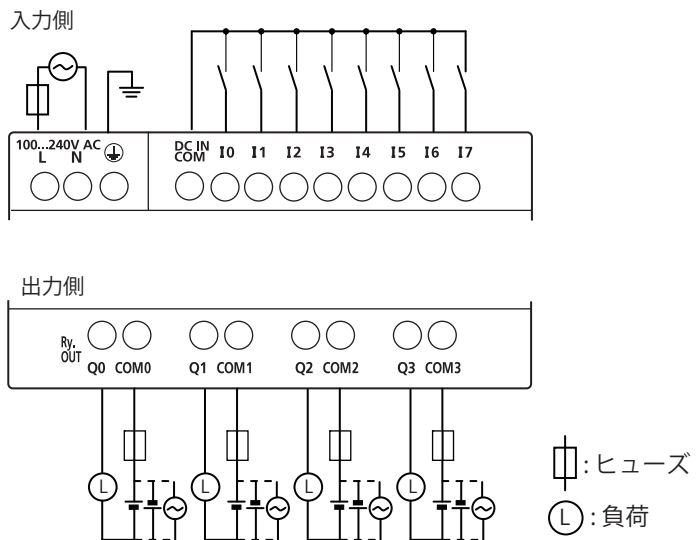 入力側
100...240V AC
L N
DC IN
COM
I0 I1 I2 I3 I4 I5 I6 I7
出力側
Ry.
OUT
Q0 COM0 Q1 COM1 Q2 COM2 Q3 COM3
L L L L
: ヒューズ
L : 負荷